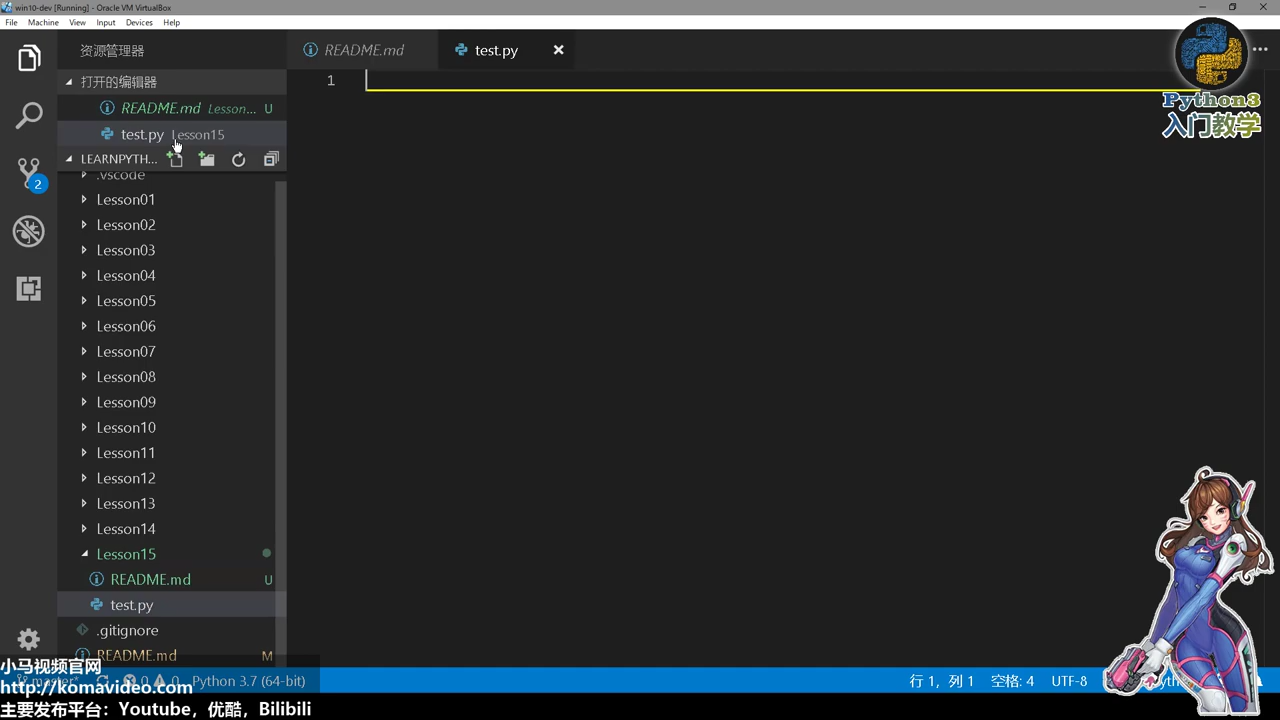 win10-dev [Running] - Oracle VM VirtualBox
File Machine View Input Devices Help
资源管理器
README.md
test.py
打开的编辑器
README.md Lesson... U
test.py Lesson15
LEARNPYTH...
.vscode
Lesson01
Lesson02
Lesson03
Lesson04
Lesson05
Lesson06
Lesson07
Lesson08
Lesson09
Lesson10
Lesson11
Lesson12
Lesson13
Lesson14
Lesson15
README.md U
test.py
.gitignore
README.md M
2
1
Python3
入门教学
小马视频官网
master* 0 0 Python 3.7 (64-bit)
行 1，列 1 空格: 4 UTF-8
http://komavideo.com
主要发布平台：Youtube，优酷，Bilibili